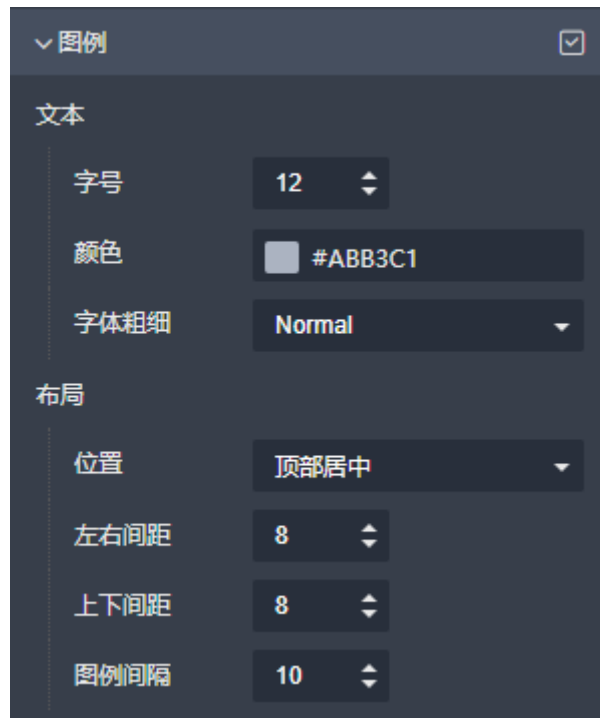 图例
文本
字号 12
颜色 #ABB3C1
字体粗细 Normal
布局
位置 顶部居中
左右间距 8
上下间距 8
图例间隔 10